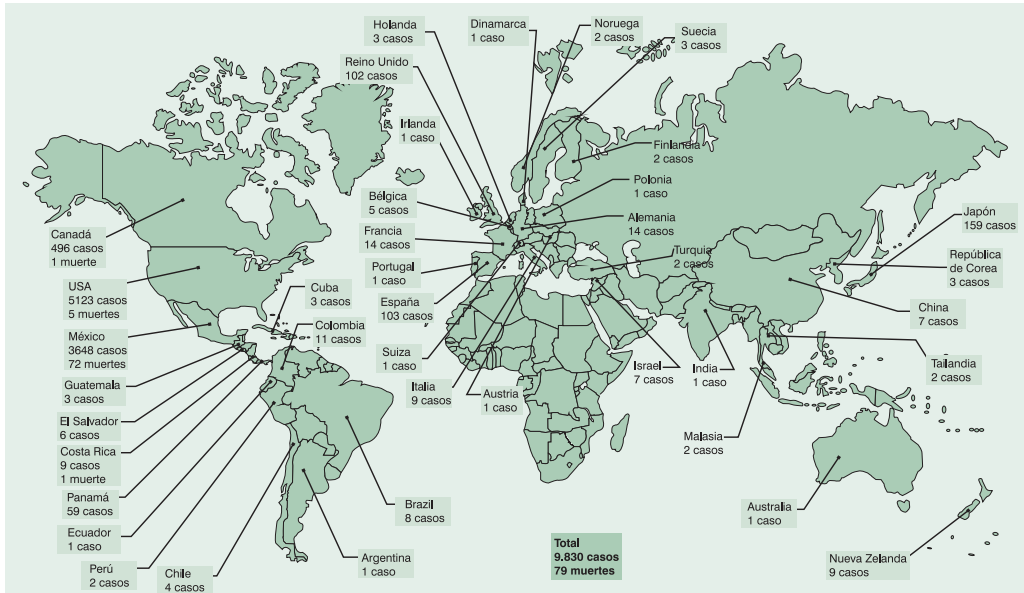 Holanda
3 casos
Dinamarca
1 caso
Noruega
2 casos
Suecia
3 casos
Reino Unido
102 casos
Irlanda
1 caso
Finlandia
2 casos
Polonia
1 caso
Bélgica
5 casos
Alemania
14 casos
Francia
14 casos
Turquia
2 casos
Portugal
1 caso
España
103 casos
Suiza
1 caso
Italia
9 casos
Austria
1 caso
Israel
7 casos
India
1 caso
Japón
159 casos
República
de Corea
3 casos
China
7 casos
Tailandia
2 casos
Malasia
2 casos
Australia
1 caso
Nueva Zelanda
9 casos
Canadá
496 casos
1 muerte
USA
5123 casos
5 muertes
México
3648 casos
72 muertes
Cuba
3 casos
Colombia
11 casos
Guatemala
3 casos
El Salvador
6 casos
Costa Rica
9 casos
1 muerte
Panamá
59 casos
Ecuador
1 caso
Perú
2 casos
Chile
4 casos
Argentina
1 caso
Brazil
8 casos
Total
9.830 casos
79 muertes